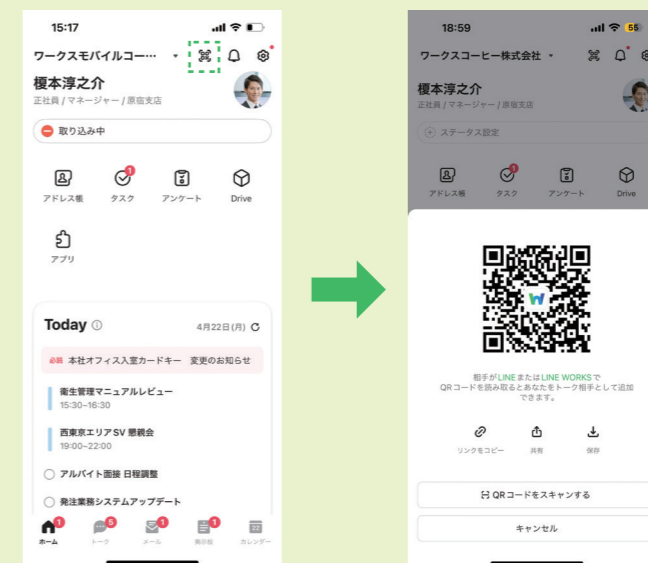 15:17
ワークスモバイルコー…
榎本淳之介
正社員 / マネージャー / 原宿支店
取り込み中
アドレス帳
タスク
1
アンケート
Drive
アプリ
Today
4月22日(月)
必読 本社オフィス入室カードキー 変更のお知らせ
衛生管理マニュアルレビュー
15:30–16:30
西東京エリア SV 懇親会
19:00–22:00
アルバイト面接 日程調整
発注業務システムアップデート
1
5
1
1
22
ホーム
トーク
メール
掲示板
カレンダー
18:59
55
ワークスコーヒー株式会社
榎本淳之介
正社員 / マネージャー / 原宿支店
ステータス設定
アドレス帳
タスク
1
アンケート
Drive
W
相手がLINEまたはLINE WORKSで
QRコードを読み取るとあなたをトーク相手として追加
できます。
リンクをコピー
共有
保存
QRコードをスキャンする
キャンセル